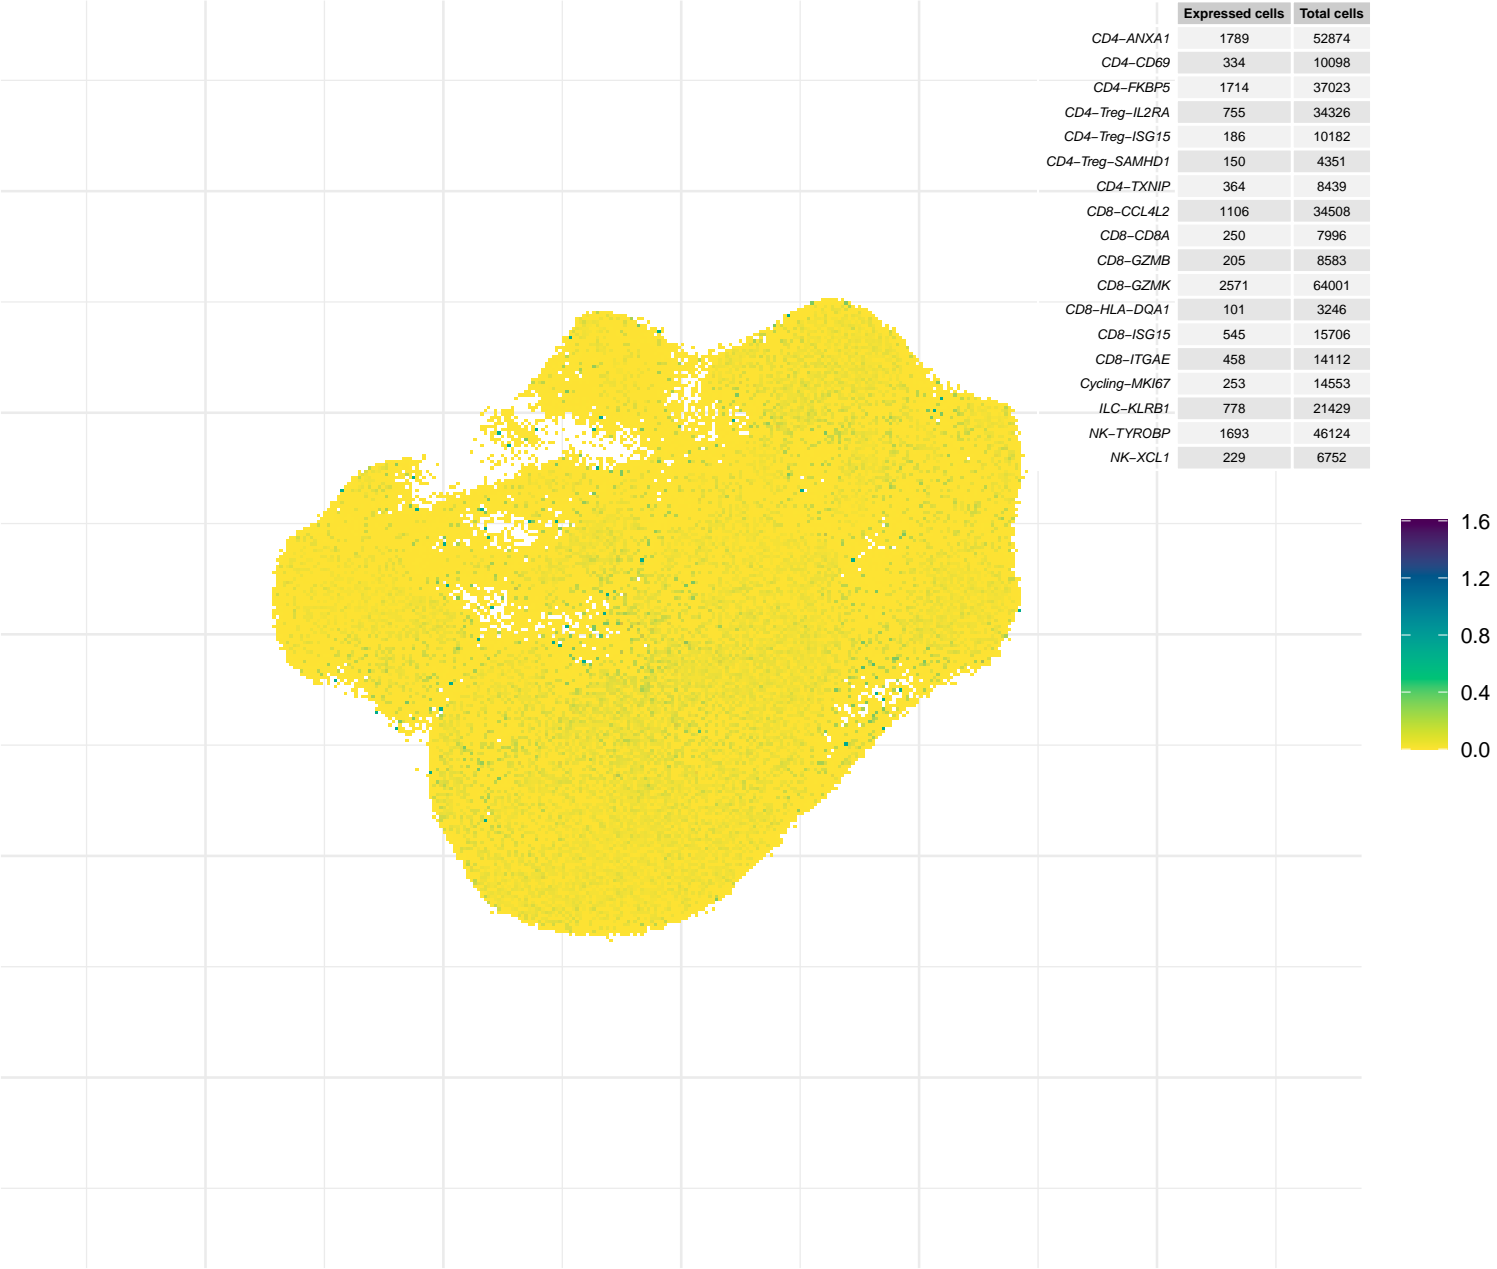 Expressed cells Total cells
CD4−ANXA1 1789 52874
CD4−CD69 334 10098
CD4−FKBP5 1714 37023
CD4−Treg−IL2RA 755 34326
CD4−Treg−ISG15 186 10182
CD4−Treg−SAMHD1 150 4351
CD4−TXNIP 364 8439
CD8−CCL4L2 1106 34508
CD8−CD8A 250 7996
CD8−GZMB 205 8583
CD8−GZMK 2571 64001
CD8−HLA−DQA1 101 3246
CD8−ISG15 545 15706
CD8−ITGAE 458 14112
Cycling−MKI67 253 14553
ILC−KLRB1 778 21429
NK−TYROBP 1693 46124
NK−XCL1 229 6752
1.6
1.2
0.8
0.4
0.0